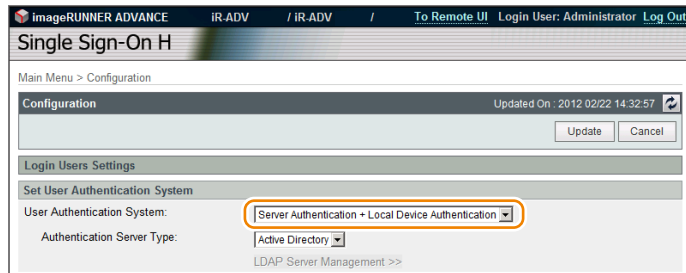 imageRUNNER ADVANCE iR-ADV / iR-ADV / To Remote UI Login User: Administrator Log Out
Single Sign-On H
Main Menu > Configuration
Configuration Updated On : 2012 02/22 14:32:57
Update Cancel
Login Users Settings
Set User Authentication System
User Authentication System: Server Authentication + Local Device Authentication
Authentication Server Type: Active Directory
LDAP Server Management >>